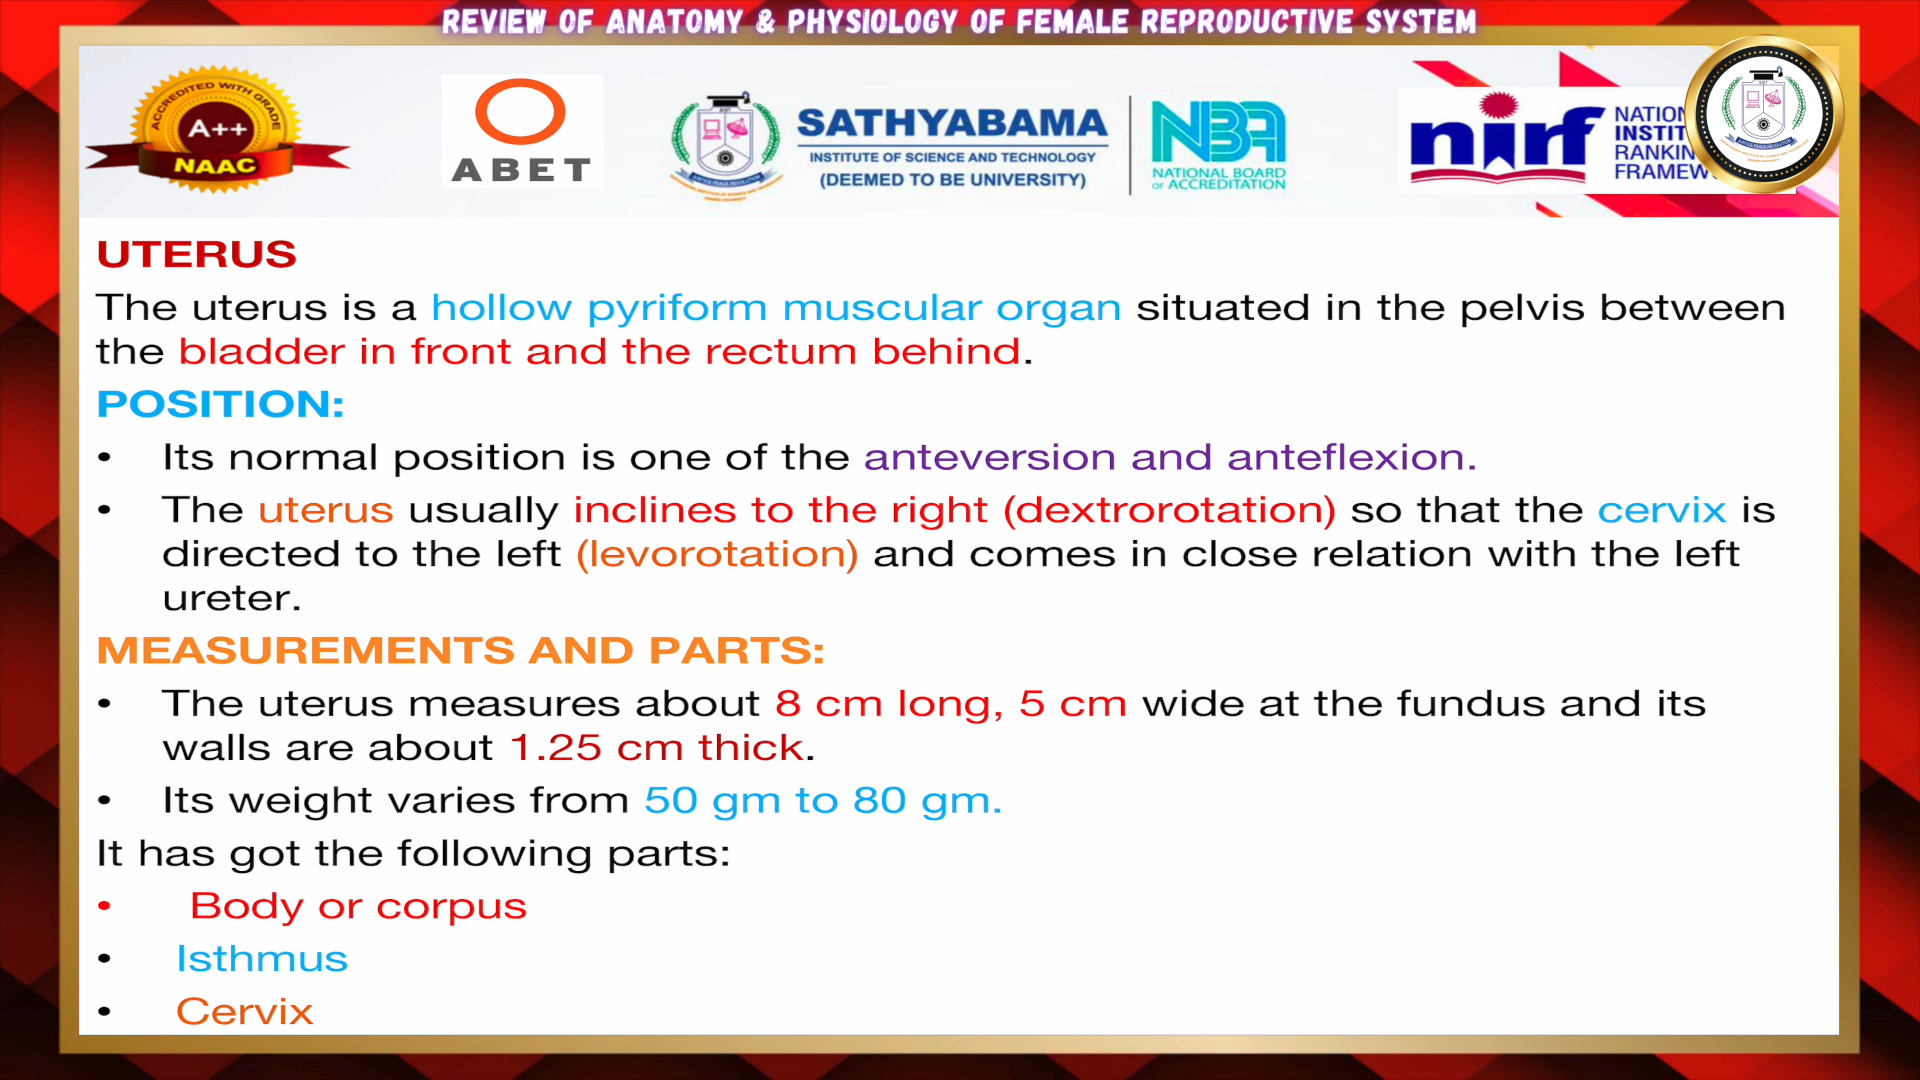 REVIEW OF ANATOMY & PHYSIOLOGY OF FEMALE REPRODUCTIVE SYSTEM
ACCREDITED WITH GRADE
A++
NAAC
ABET
SATHYABAMA
INSTITUTE OF SCIENCE AND TECHNOLOGY
(DEEMED TO BE UNIVERSITY)
NBA
NATIONAL BOARD
OF ACCREDITATION
nirf
INSTIT
UTERUS
The uterus is a hollow pyriform muscular organ situated in the pelvis between
the bladder in front and the rectum behind.
POSITION:
• Its normal position is one of the anteversion and anteflexion.
• The uterus usually inclines to the right (dextrorotation) so that the cervix is
directed to the left (levorotation) and comes in close relation with the left
ureter.
MEASUREMENTS AND PARTS:
• The uterus measures about 8 cm long, 5 cm wide at the fundus and its
walls are about 1.25 cm thick.
• Its weight varies from 50 gm to 80 gm.
It has got the following parts:
• Body or corpus
• Isthmus
• Cervix